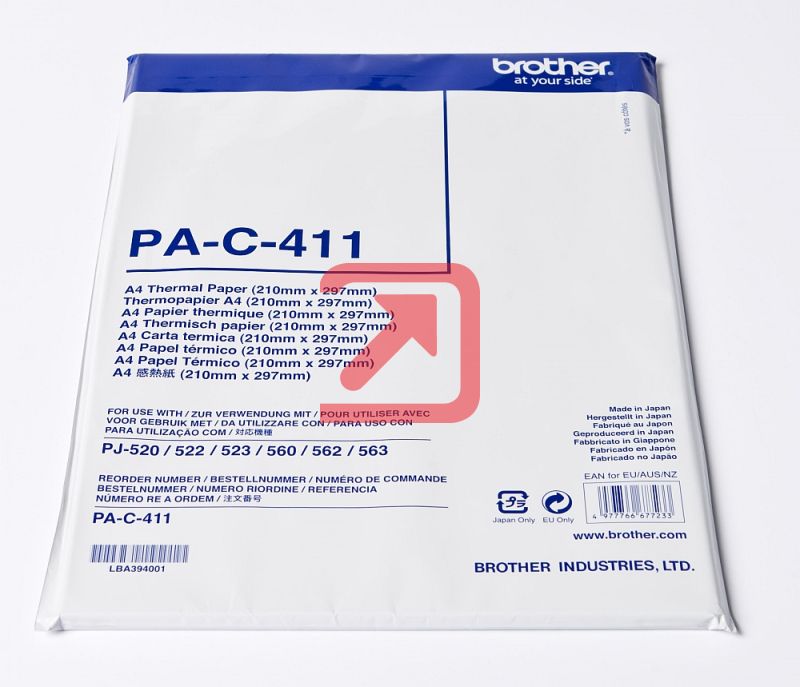 brother®
at your side
*à vos côtés
PA-C-411
A4 Thermal Paper (210mm x 297mm)
Thermopapier A4 (210mm x 297mm)
A4 Papier thermique (210mm x 297mm)
A4 Thermisch papier (210mm x 297mm)
A4 Carta termica (210mm x 297mm)
A4 Papel térmico (210mm x 297mm)
A4 Papel Térmico (210mm x 297mm)
A4 感熱紙 (210mm x 297mm)
FOR USE WITH / ZUR VERWENDUNG MIT / POUR UTILISER AVEC
VOOR GEBRUIK MET / DA UTILIZZARE CON / PARA USO CON
PARA UTILIZAÇÃO COM / 対応機種
PJ-520 / 522 / 523 / 560 / 562 / 563
REORDER NUMBER / BESTELLNUMMER / NUMÉRO DE COMMANDE
BESTELNUMMER / NUMERO RIORDINE / REFERENCIA
NÚMERO RE A ORDEM / 注文番号
PA-C-411
LBA394001
Made in Japan
Hergestellt in Japan
Fabriqué au Japon
Geproduceerd in Japan
Fabbricato in Giappone
Fabricado en Japón
Fabricado no Japão
EAN for EU/AUS/NZ
4 977766 677233
プラ
Japan Only
EU Only
www.brother.com
BROTHER INDUSTRIES, LTD.